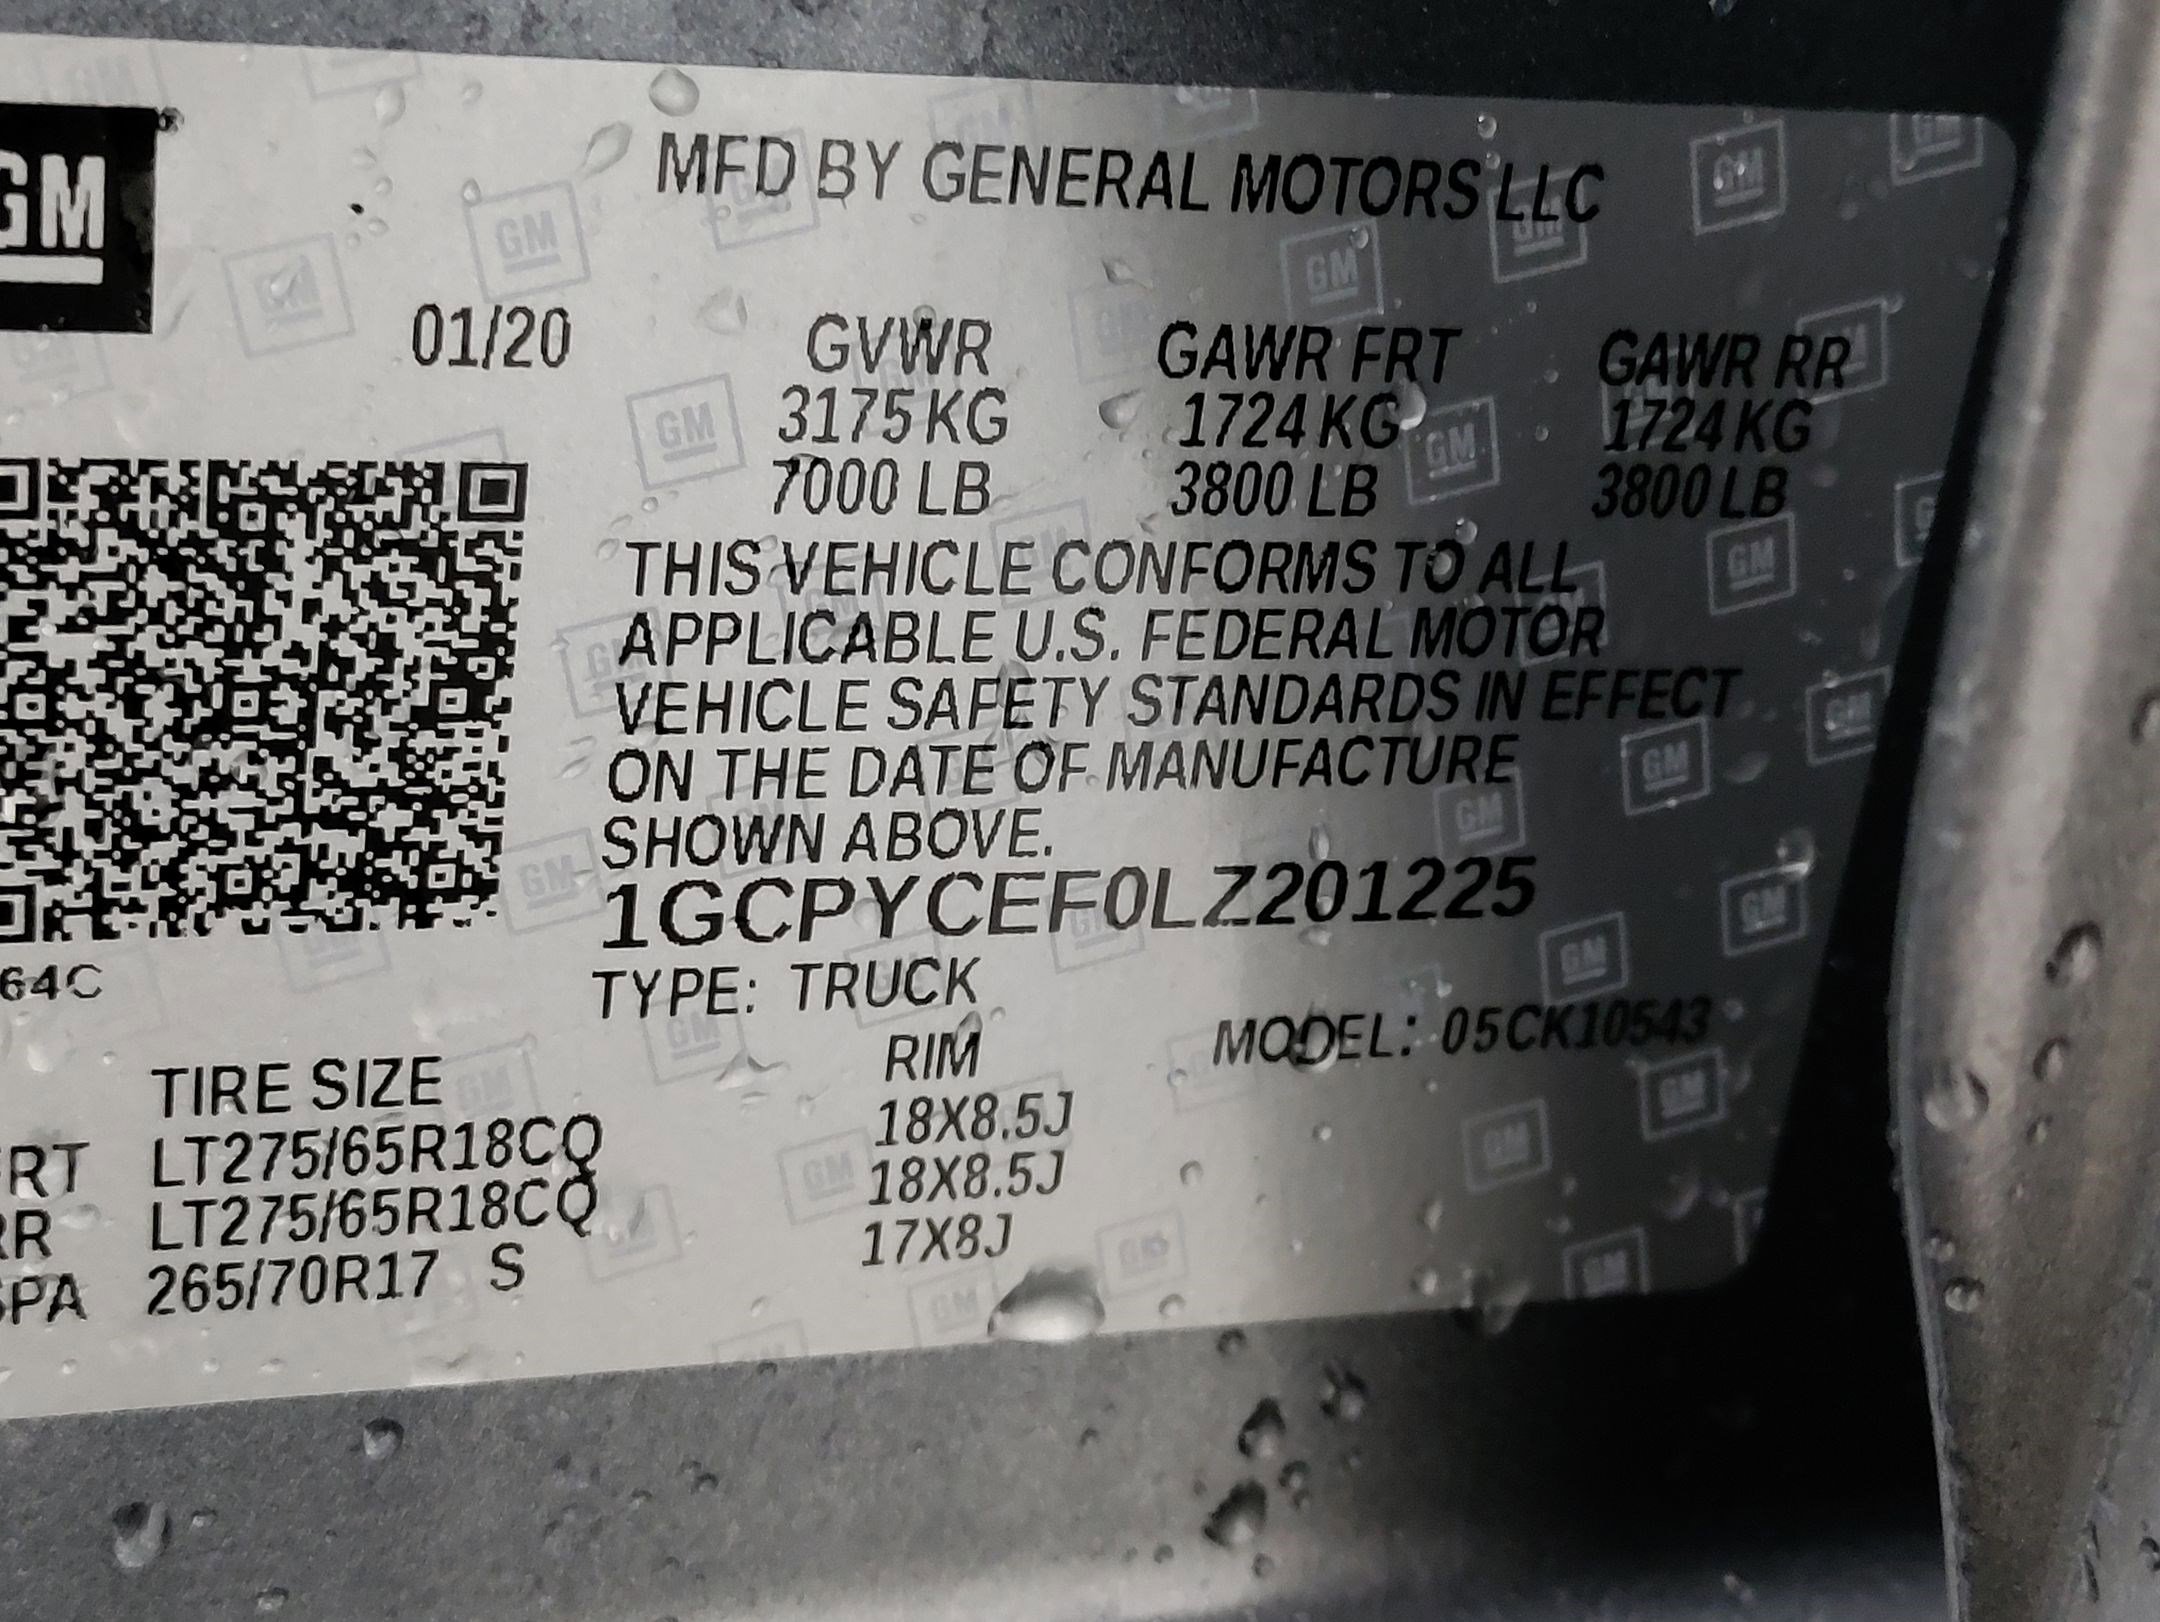 GM
MFD BY GENERAL MOTORS LLC
01/20 GVWR GAWR FRT GAWR RR
3175 KG 1724 KG 1724 KG
7000 LB 3800 LB 3800 LB
THIS VEHICLE CONFORMS TO ALL
APPLICABLE U.S. FEDERAL MOTOR
VEHICLE SAFETY STANDARDS IN EFFECT
ON THE DATE OF MANUFACTURE
SHOWN ABOVE.
1GCPYCEF0LZ201225
64C
TYPE: TRUCK MODEL: 05CK10543
TIRE SIZE RIM
RT LT275/65R18CQ 18X8.5J
RR LT275/65R18CQ 18X8.5J
SPA 265/70R17 S 17X8J